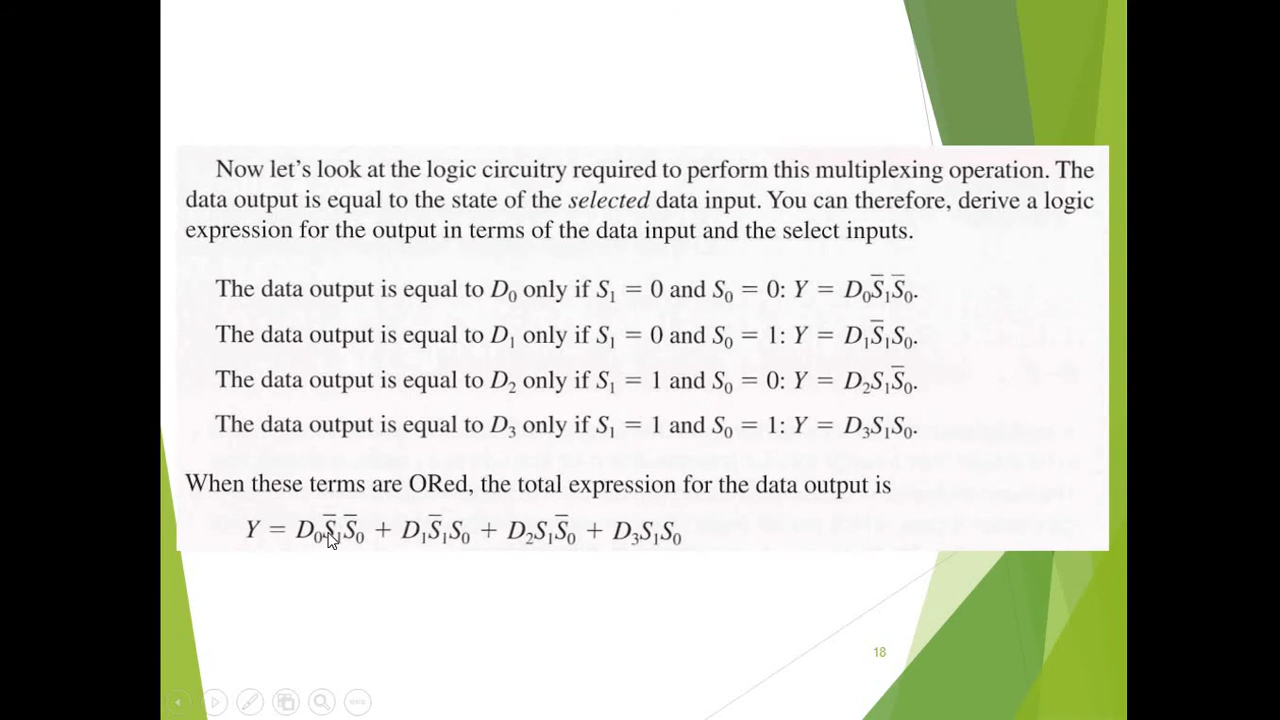 Now let's look at the logic circuitry required to perform this multiplexing operation. The
data output is equal to the state of the selected data input. You can therefore, derive a logic
expression for the output in terms of the data input and the select inputs.
The data output is equal to D₀ only if S₁ = 0 and S₀ = 0: Y = D₀S̅₁S̅₀.
The data output is equal to D₁ only if S₁ = 0 and S₀ = 1: Y = D₁S̅₁S₀.
The data output is equal to D₂ only if S₁ = 1 and S₀ = 0: Y = D₂S₁S̅₀.
The data output is equal to D₃ only if S₁ = 1 and S₀ = 1: Y = D₃S₁S₀.
When these terms are ORed, the total expression for the data output is
Y = D₀S̅₁S̅₀ + D₁S̅₁S₀ + D₂S₁S̅₀ + D₃S₁S₀
18